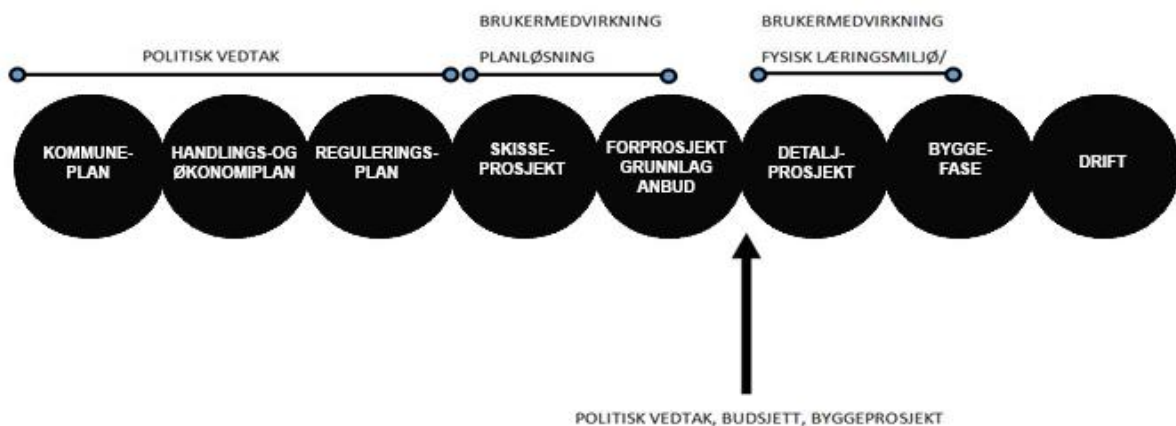 BRUKERMEDVIRKNING
BRUKERMEDVIRKNING
POLITISK VEDTAK
PLANLØSNING
FYSISK LÆRINGSMILJØ/
KOMMUNE-
PLAN
HANDLINGS-OG
ØKONOMIPLAN
REGULERINGS-
PLAN
SKISSE-
PROSJEKT
FORPROSJEKT
GRUNNLAG
ANBUD
DETALJ-
PROSJEKT
BYGGE-
FASE
DRIFT
POLITISK VEDTAK, BUDSJETT, BYGGEPROSJEKT